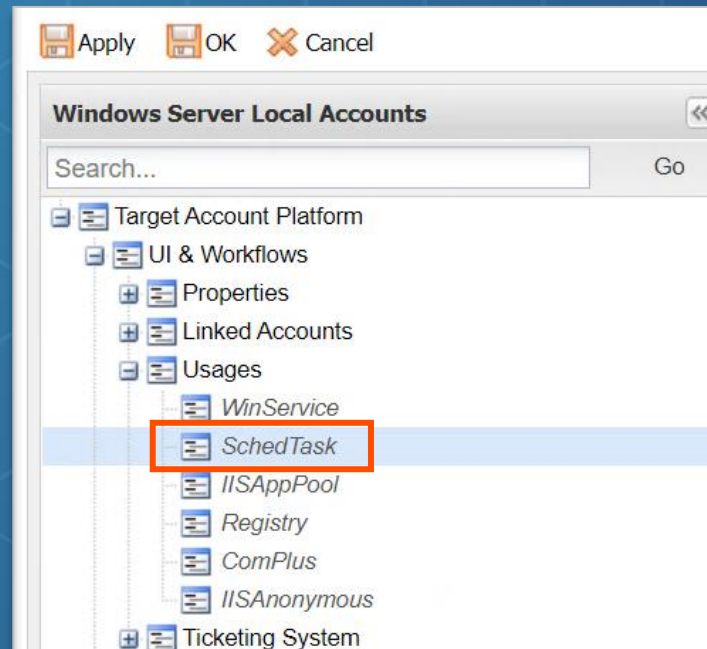 Apply OK Cancel
Windows Server Local Accounts
Search... Go
Target Account Platform
UI & Workflows
Properties
Linked Accounts
Usages
WinService
SchedTask
IISAppPool
Registry
ComPlus
IISAnonymous
Ticketing System